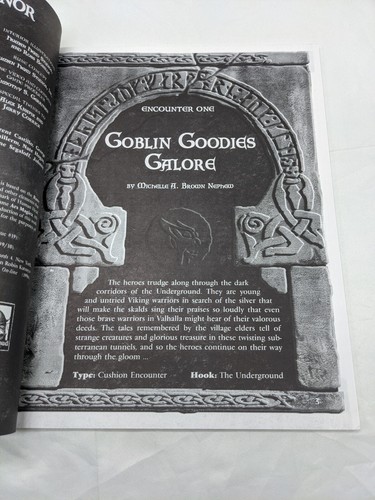 NOR
ENCOUNTER ONE
GOBLIN GOODIES
GALORE
BY MICHELLE A. BROWN NEPHEW
The heroes trudge along through the dark
corridors of the Underground. They are young
and untried Viking warriors in search of the silver that
will make the skalds sing their praises so loudly that even
those brave warriors in Valhalla might hear of their valorous
deeds. The tales remembered by the village elders tell of
strange creatures and glorious treasure in these twisting sub-
terranean tunnels, and so the heroes continue on their way
through the gloom ...
Type: Cushion Encounter Hook: The Underground
5